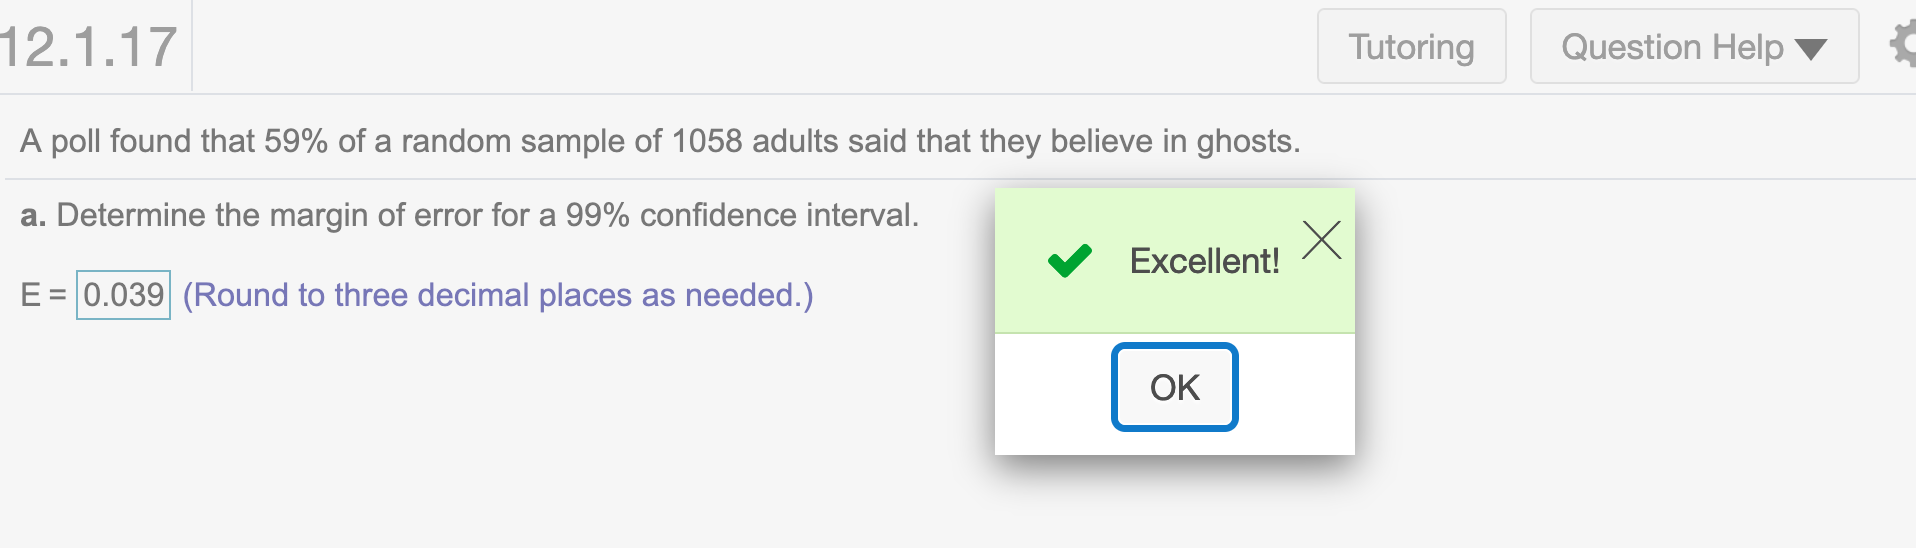 12.1.17
Tutoring
Question Help
A poll found that 59% of a random sample of 1058 adults said that they believe in ghosts.
a. Determine the margin of error for a 99% confidence interval.
E = 0.039 (Round to three decimal places as needed.)
Excellent!
OK